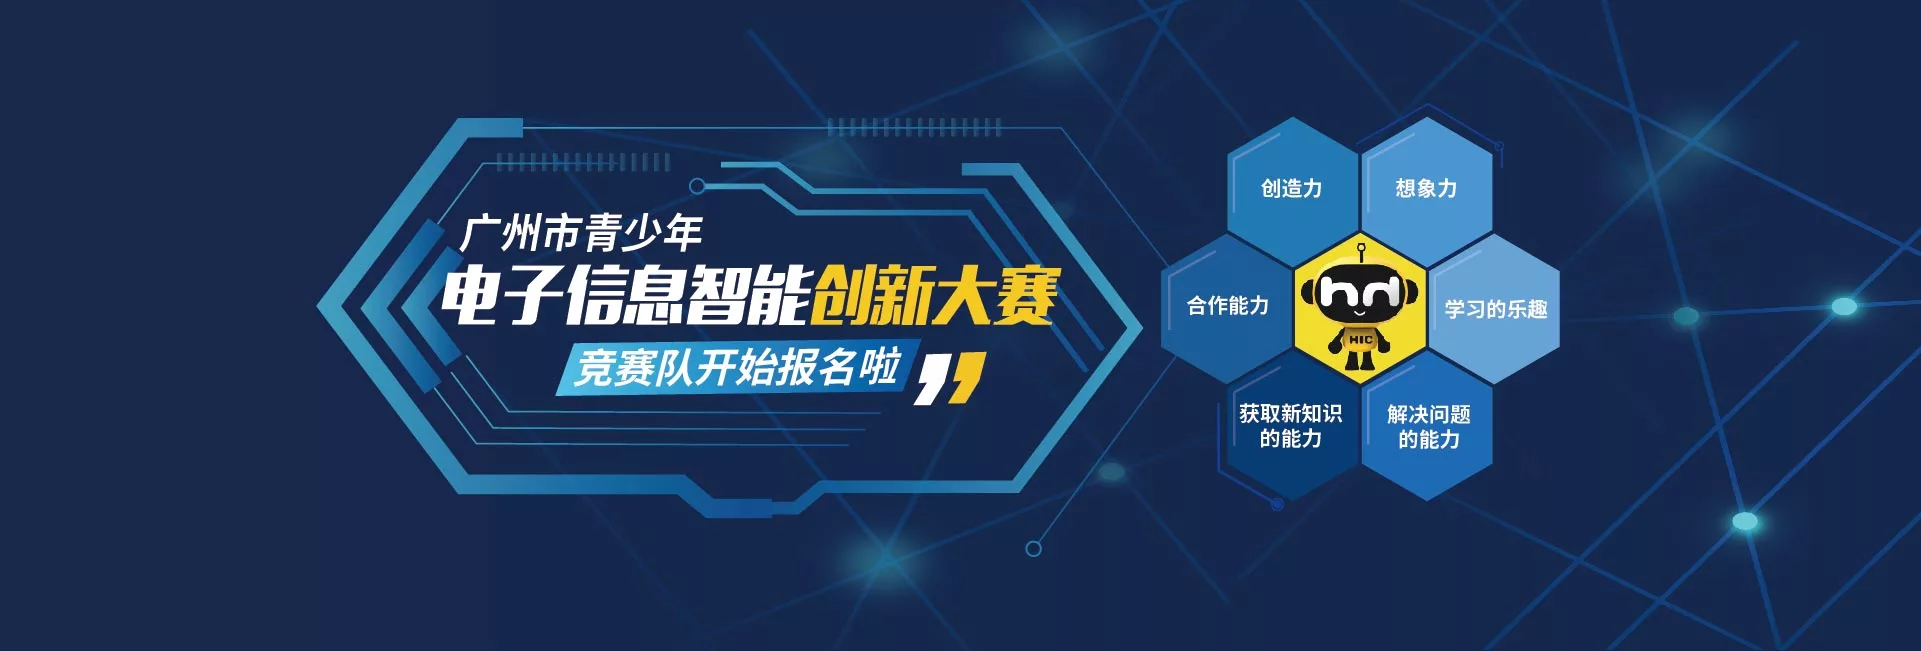 广州市青少年
电子信息智能创新大赛
竞赛队开始报名啦
创造力
想象力
合作能力
HIC
学习的乐趣
获取新知识
的能力
解决问题
的能力